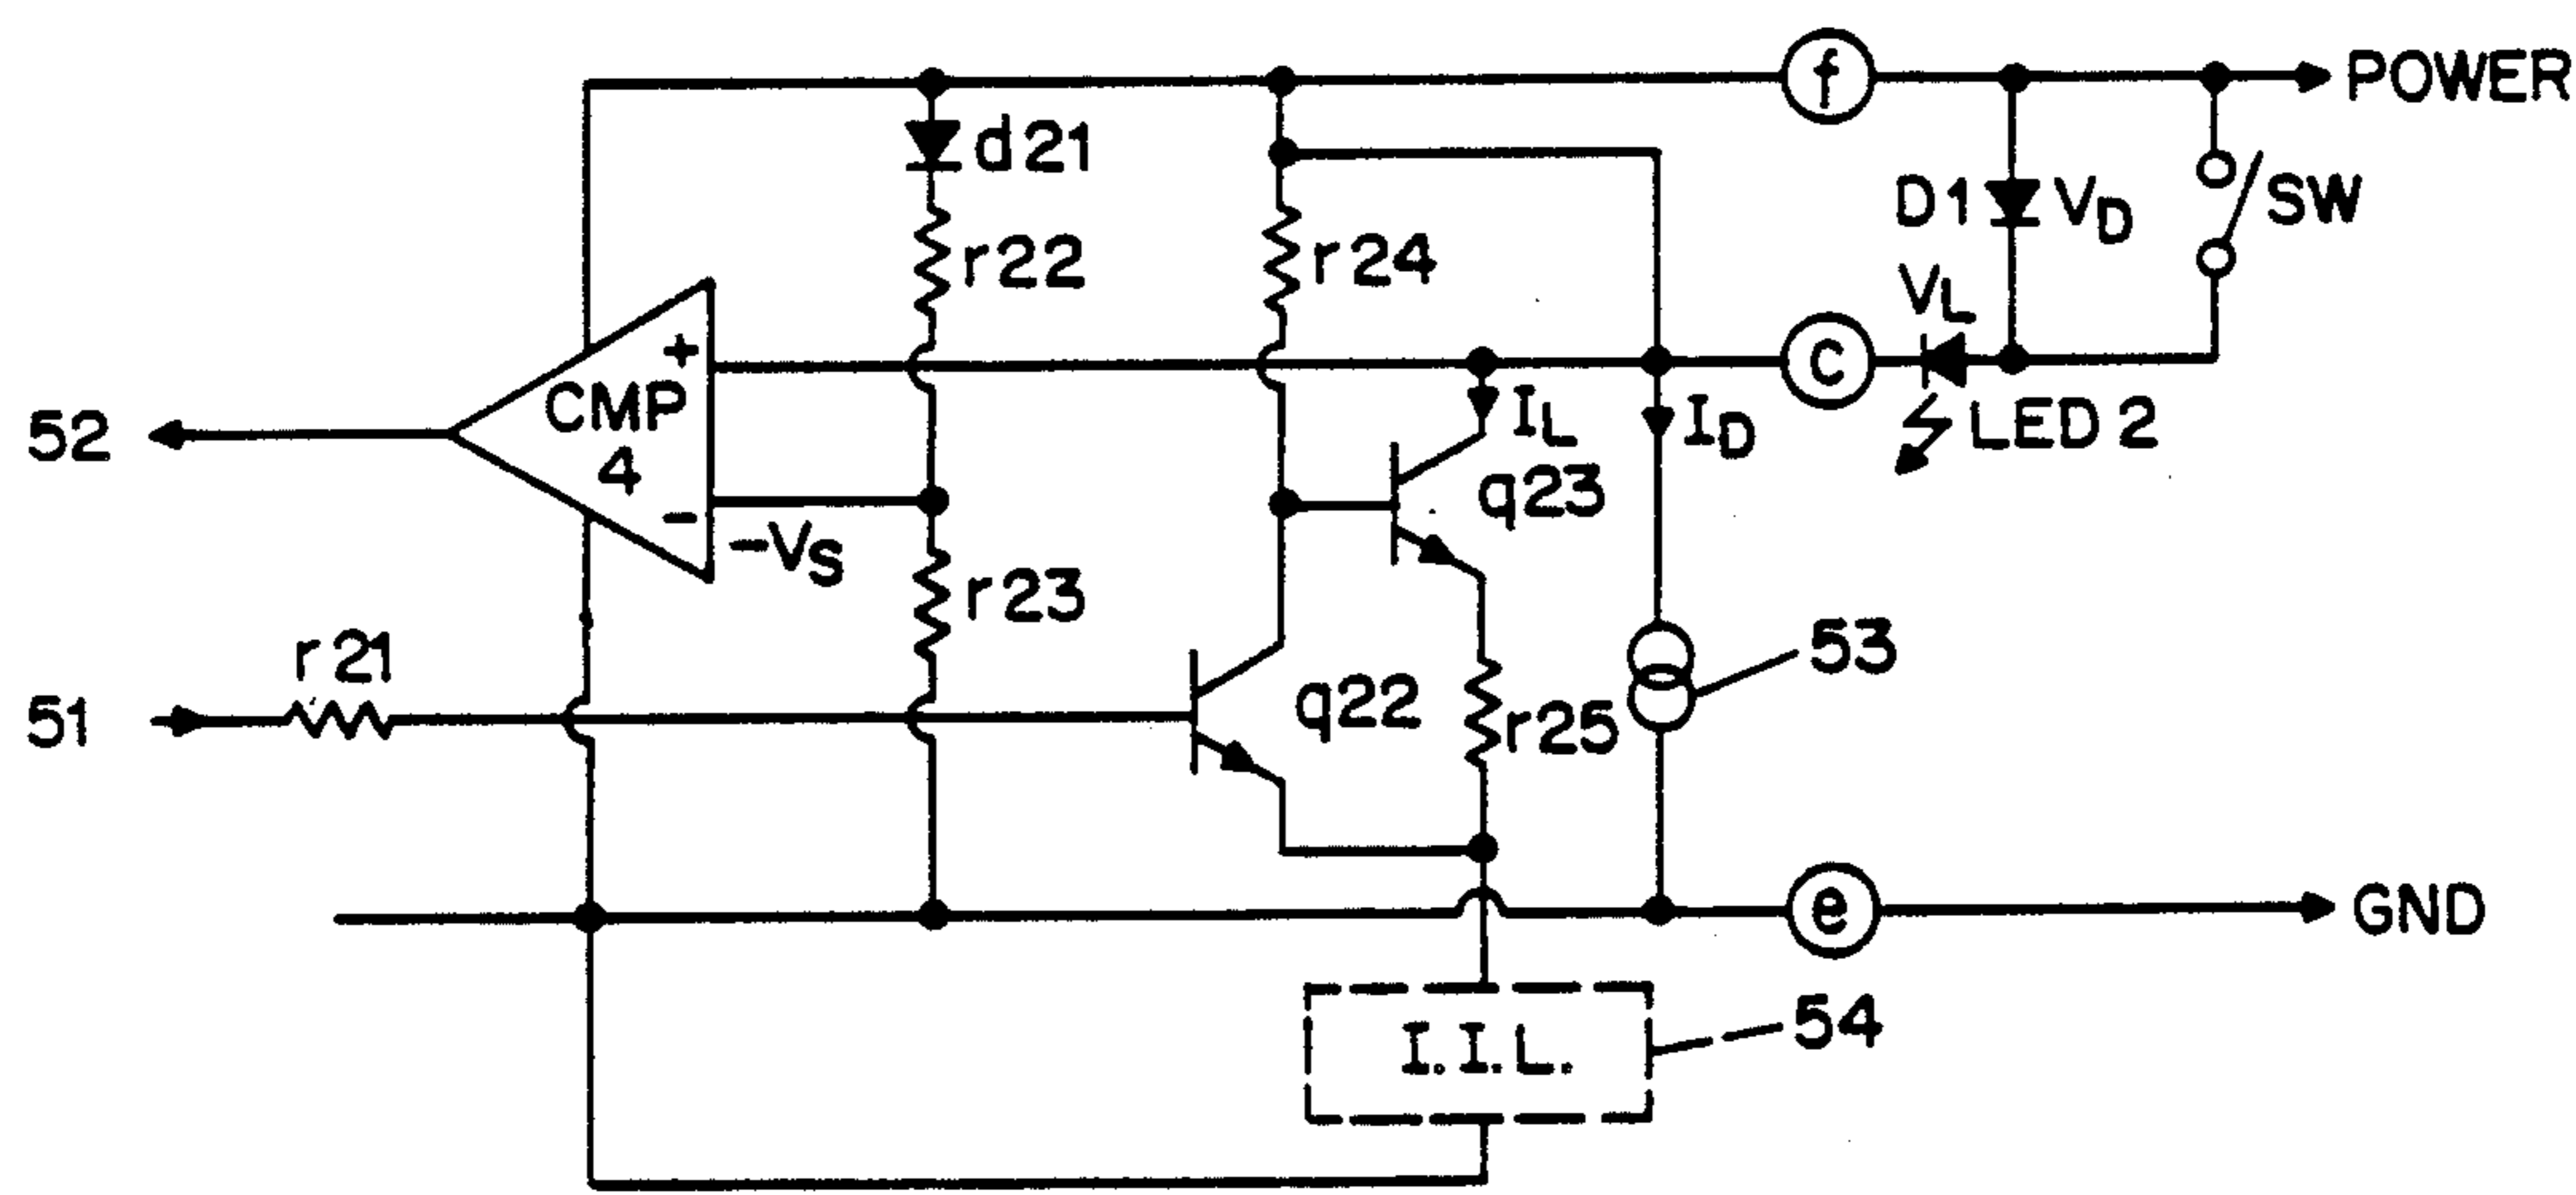 f
POWER
d21
D1
VD
SW
r22
r24
VL
+
c
CMP
4
IL
ID
LED 2
52
q23
-
-VS
r23
r21
53
51
q22
r25
e
GND
I.I.L.
54